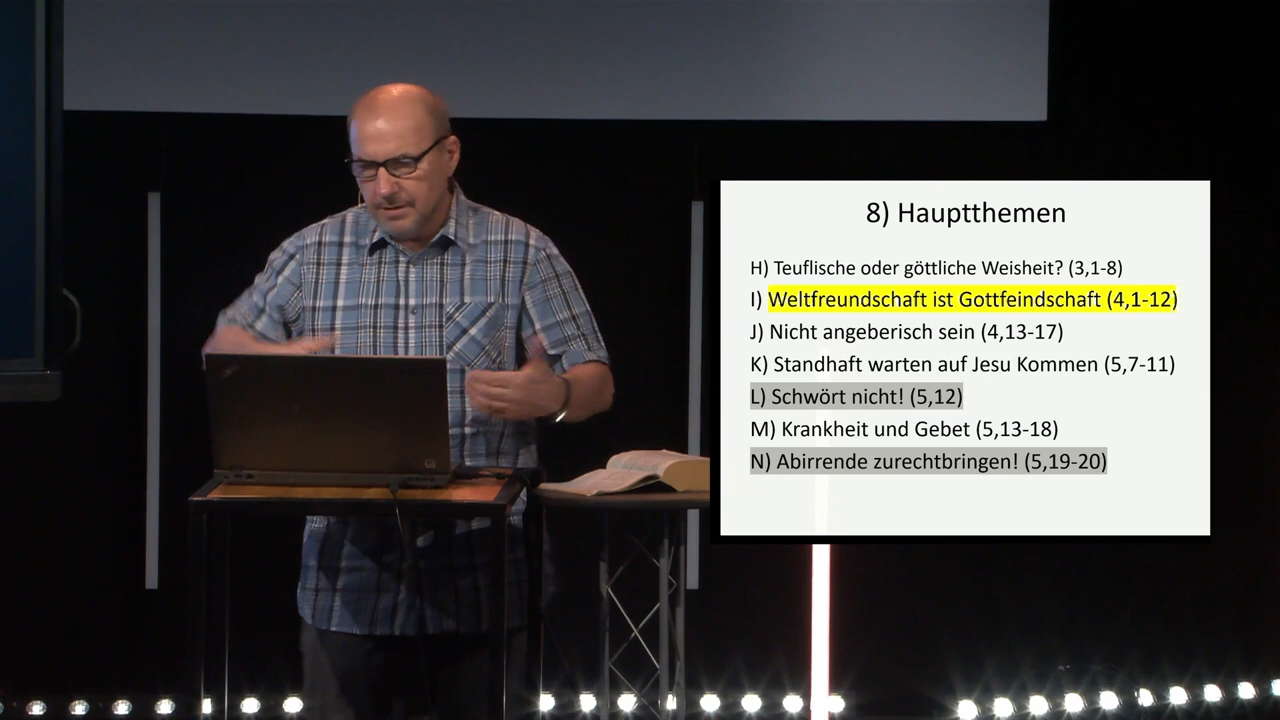 8) Hauptthemen
H) Teuflische oder göttliche Weisheit? (3,1-8)
I) Weltfreundschaft ist Gottfeindschaft (4,1-12)
J) Nicht angeberisch sein (4,13-17)
K) Standhaft warten auf Jesu Kommen (5,7-11)
L) Schwört nicht! (5,12)
M) Krankheit und Gebet (5,13-18)
N) Abirrende zurechtbringen! (5,19-20)